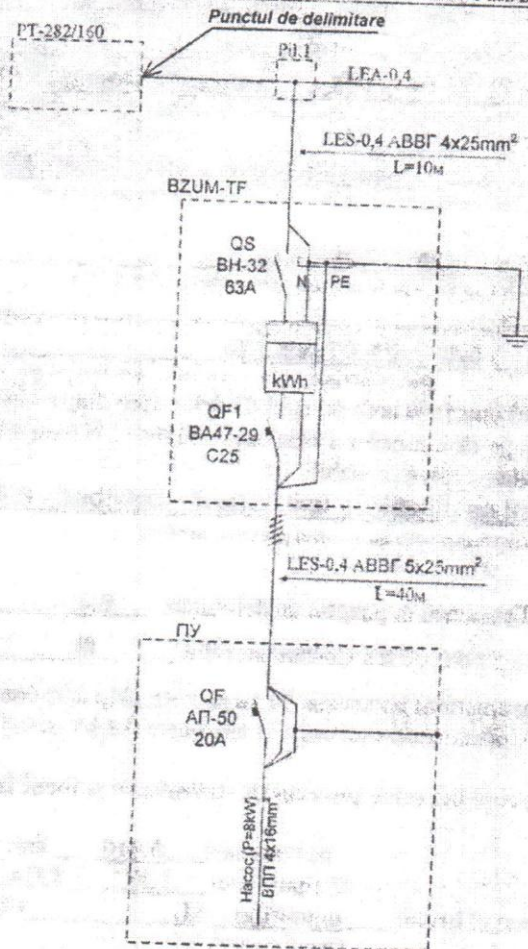 Punctul de delimitare
PT-282/160
Pil.1
LEA-0,4
LES-0,4 АВВГ 4x25mm²
L=10м
BZUM-TF
QS
ВН-32
63A
N
PE
kWh
QF1
ВА47-29
C25
LES-0,4 АВВГ 5x25mm²
L=40м
ПУ
QF
АП-50
20A
Насос(P=8kW)
ВПП 4x16mm²